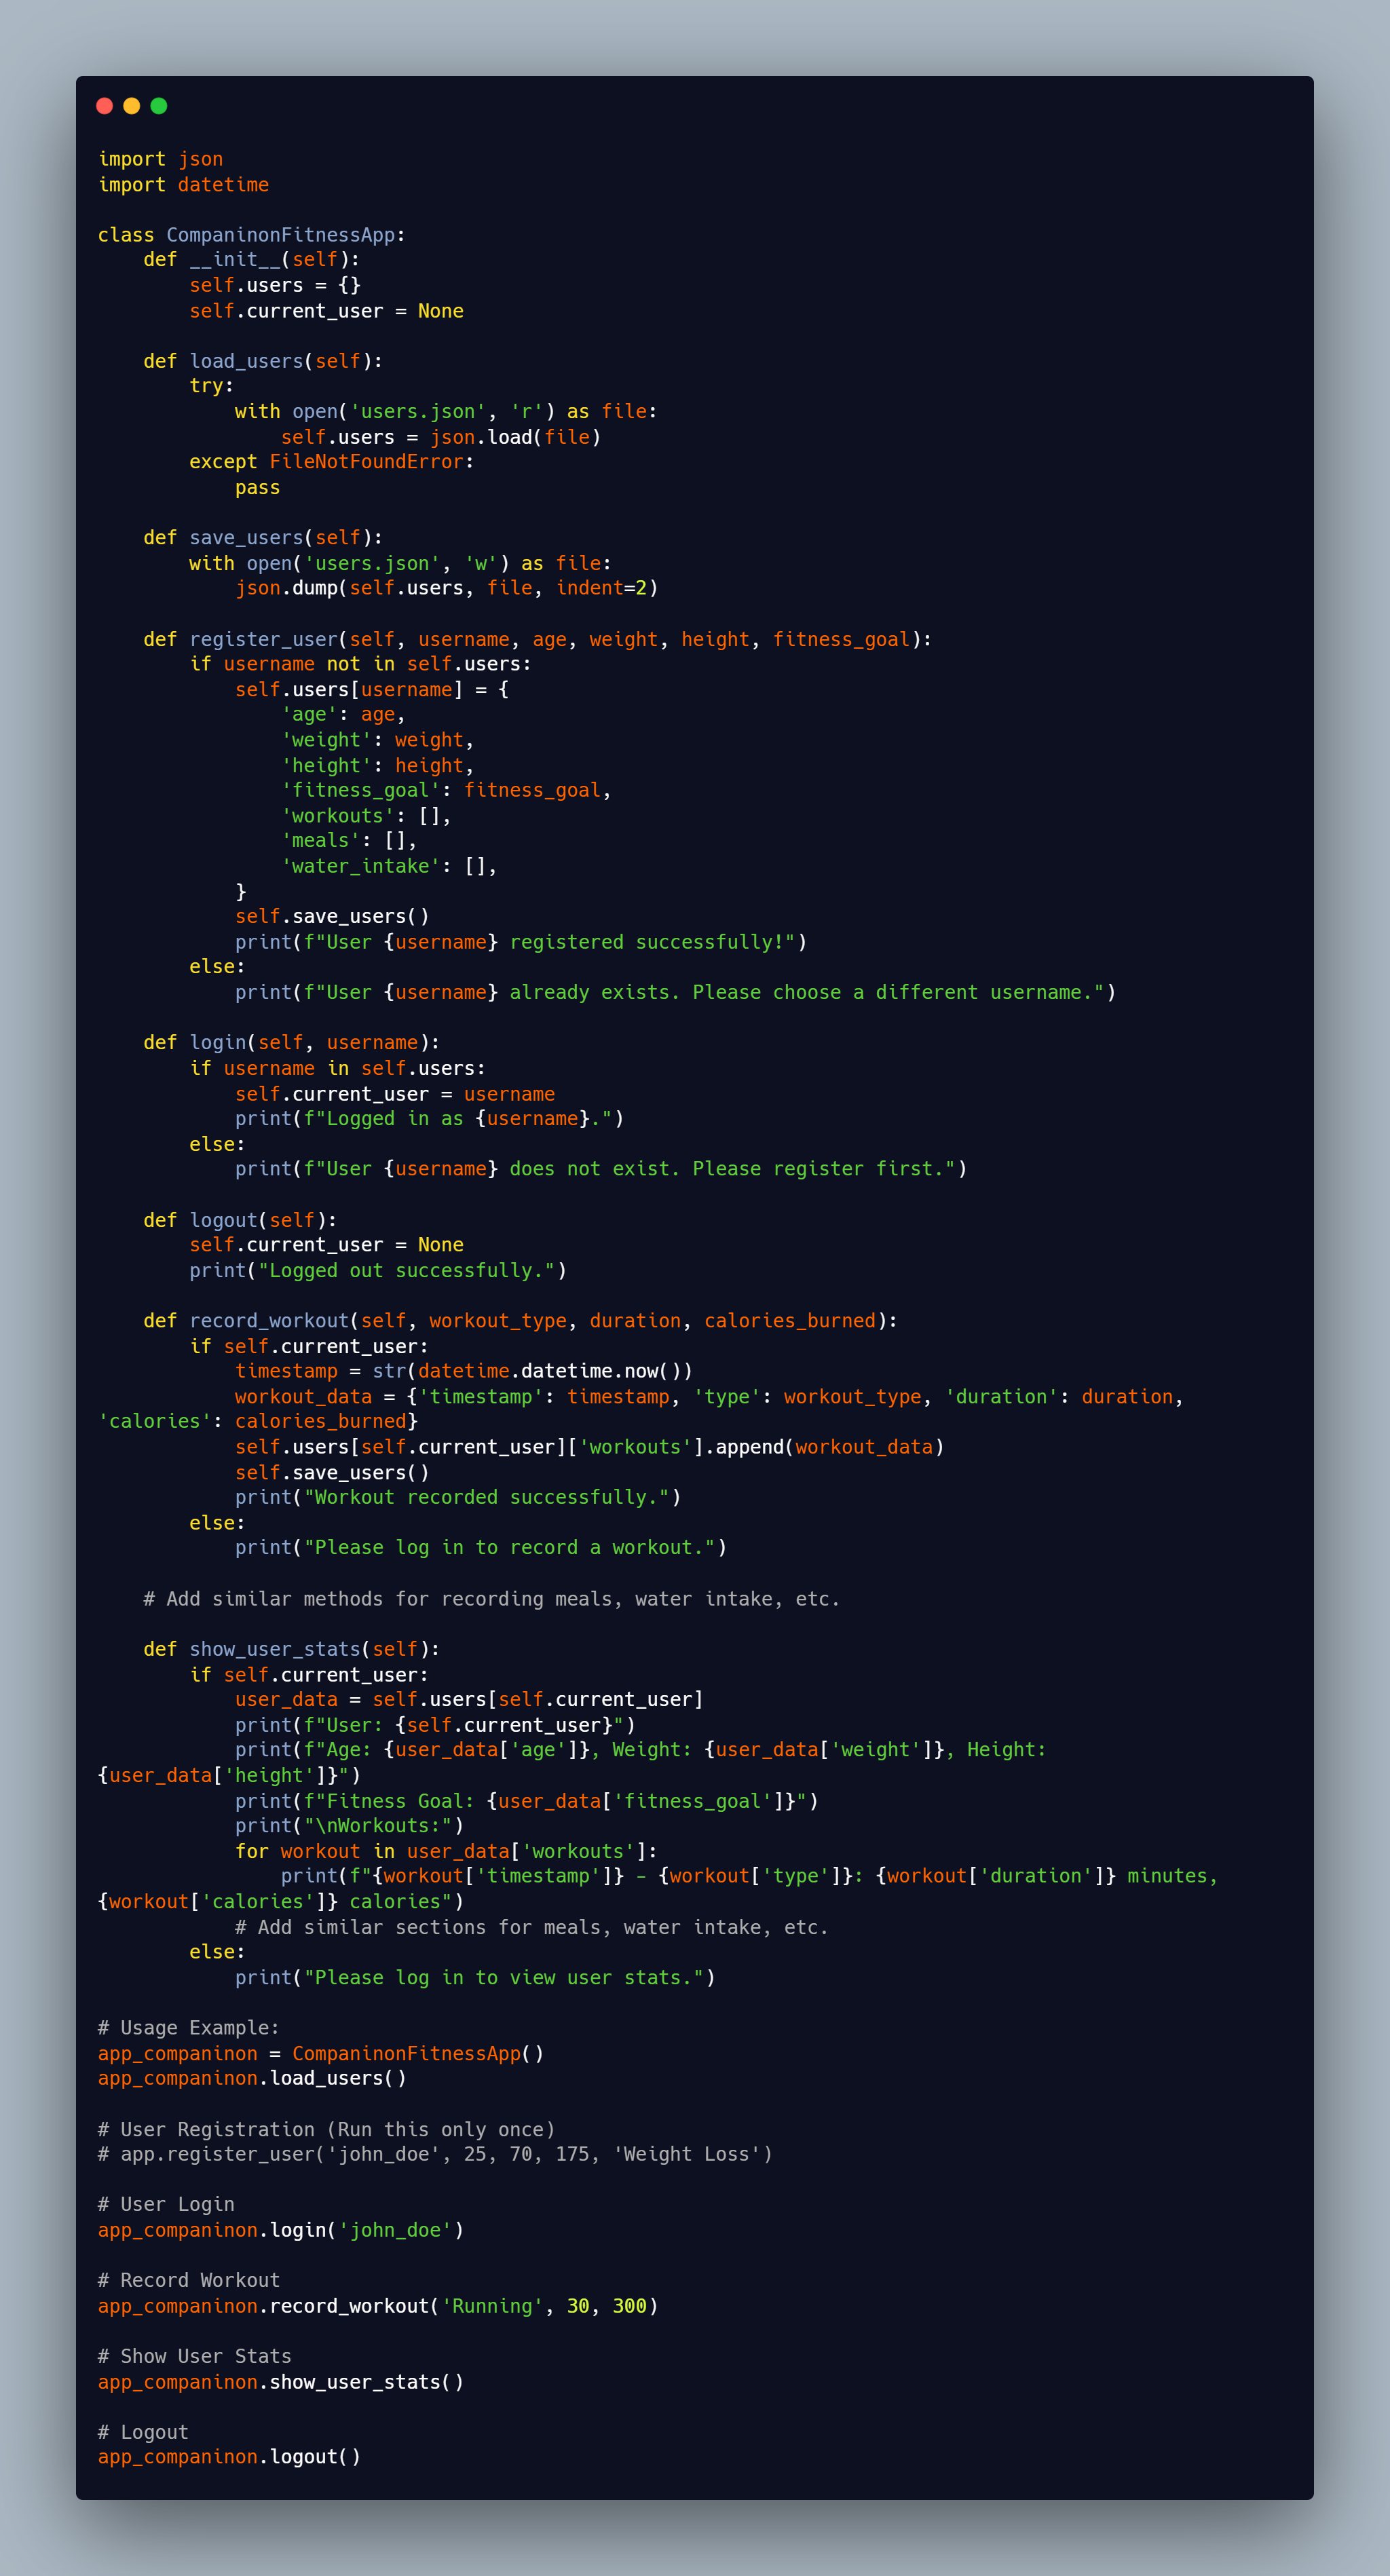 import json
import datetime

class CompaninonFitnessApp:
    def __init__(self):
        self.users = {}
        self.current_user = None

    def load_users(self):
        try:
            with open('users.json', 'r') as file:
                self.users = json.load(file)
        except FileNotFoundError:
            pass

    def save_users(self):
        with open('users.json', 'w') as file:
            json.dump(self.users, file, indent=2)

    def register_user(self, username, age, weight, height, fitness_goal):
        if username not in self.users:
            self.users[username] = {
                'age': age,
                'weight': weight,
                'height': height,
                'fitness_goal': fitness_goal,
                'workouts': [],
                'meals': [],
                'water_intake': [],
            }
            self.save_users()
            print(f"User {username} registered successfully!")
        else:
            print(f"User {username} already exists. Please choose a different username.")

    def login(self, username):
        if username in self.users:
            self.current_user = username
            print(f"Logged in as {username}.")
        else:
            print(f"User {username} does not exist. Please register first.")

    def logout(self):
        self.current_user = None
        print("Logged out successfully.")

    def record_workout(self, workout_type, duration, calories_burned):
        if self.current_user:
            timestamp = str(datetime.datetime.now())
            workout_data = {'timestamp': timestamp, 'type': workout_type, 'duration': duration,
'calories': calories_burned}
            self.users[self.current_user]['workouts'].append(workout_data)
            self.save_users()
            print("Workout recorded successfully.")
        else:
            print("Please log in to record a workout.")

    # Add similar methods for recording meals, water intake, etc.

    def show_user_stats(self):
        if self.current_user:
            user_data = self.users[self.current_user]
            print(f"User: {self.current_user}")
            print(f"Age: {user_data['age']}, Weight: {user_data['weight']}, Height:
{user_data['height']}")
            print(f"Fitness Goal: {user_data['fitness_goal']}")
            print("\nWorkouts:")
            for workout in user_data['workouts']:
                print(f"{workout['timestamp']} - {workout['type']}: {workout['duration']} minutes,
{workout['calories']} calories")
            # Add similar sections for meals, water intake, etc.
        else:
            print("Please log in to view user stats.")

# Usage Example:
app_companinon = CompaninonFitnessApp()
app_companinon.load_users()

# User Registration (Run this only once)
# app.register_user('john_doe', 25, 70, 175, 'Weight Loss')

# User Login
app_companinon.login('john_doe')

# Record Workout
app_companinon.record_workout('Running', 30, 300)

# Show User Stats
app_companinon.show_user_stats()

# Logout
app_companinon.logout()